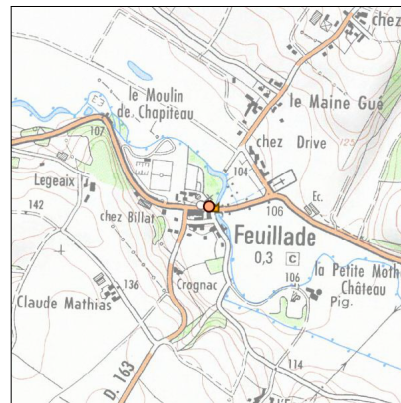 chez
le Moulin
de Chapiteau
le Maine Gué
107
chez Drive
125
104
Legeaix
Ec.
142
chez Billat
106
Feuillade
0,3 C
la Petite Moth
106
Château
Pig.
Crognac
136
Claude Mathias
114
D. 163